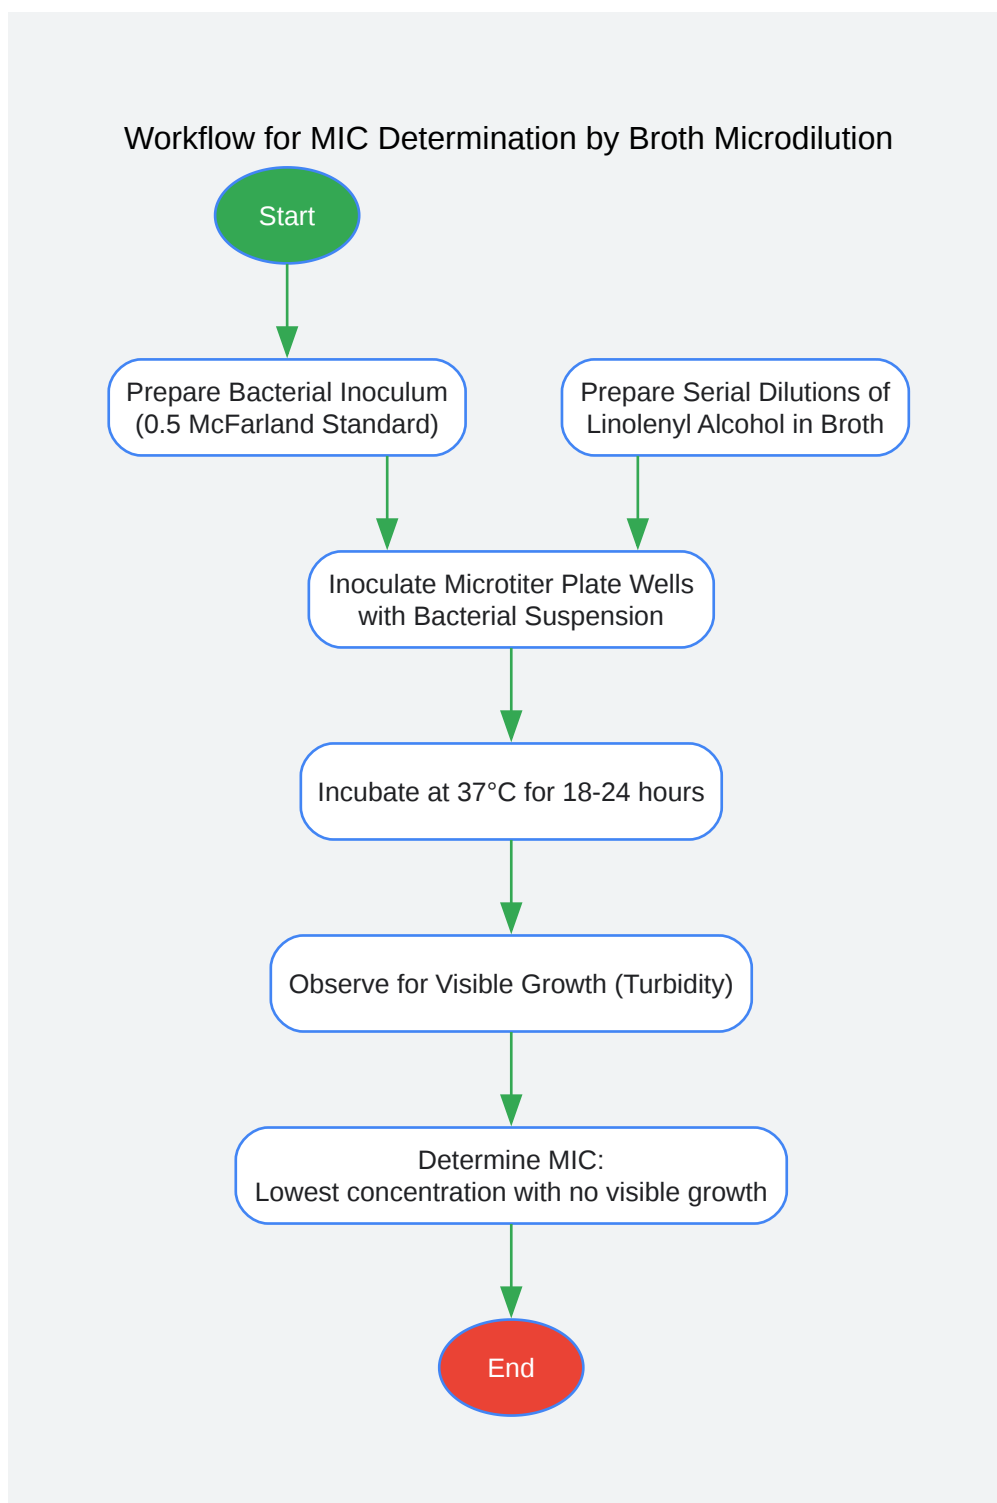 Workflow for MIC Determination by Broth Microdilution
Start
Prepare Bacterial Inoculum
(0.5 McFarland Standard)
Prepare Serial Dilutions of
Linolenyl Alcohol in Broth
Inoculate Microtiter Plate Wells
with Bacterial Suspension
Incubate at 37°C for 18-24 hours
Observe for Visible Growth (Turbidity)
Determine MIC:
Lowest concentration with no visible growth
End